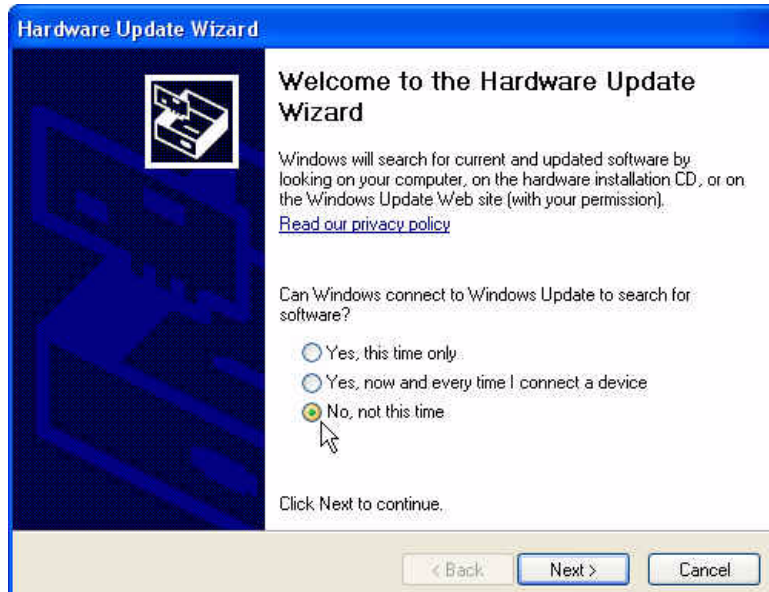 Hardware Update Wizard
Welcome to the Hardware Update
Wizard
Windows will search for current and updated software by
looking on your computer, on the hardware installation CD, or on
the Windows Update Web site (with your permission).
Read our privacy policy
Can Windows connect to Windows Update to search for
software?
Yes, this time only
Yes, now and every time I connect a device
No, not this time
Click Next to continue.
< Back
Next >
Cancel